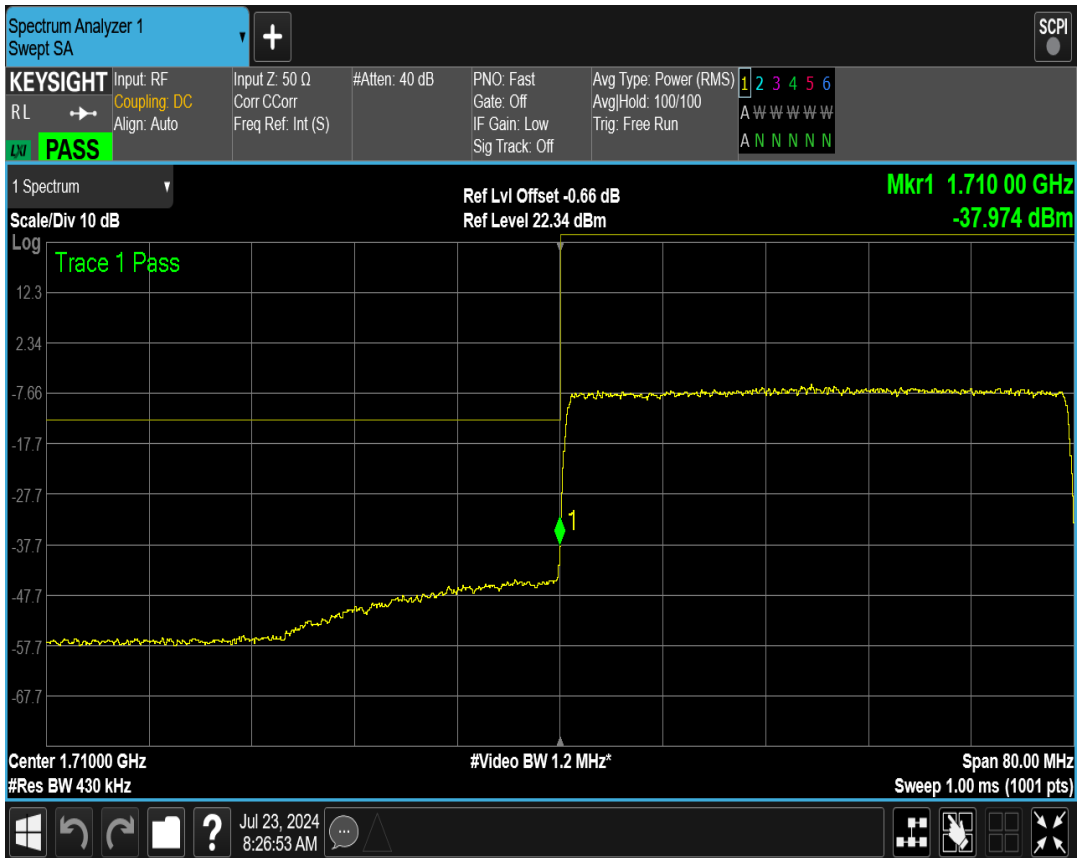 Spectrum Analyzer 1
Swept SA
SCPI
KEYSIGHT
RL
LXI PASS
Input: RF
Coupling: DC
Align: Auto
Input Z: 50 Ω
Corr CCorr
Freq Ref: Int (S)
#Atten: 40 dB
PNO: Fast
Gate: Off
IF Gain: Low
Sig Track: Off
Avg Type: Power (RMS)
Avg|Hold: 100/100
Trig: Free Run
1 2 3 4 5 6
A W W W W W
A N N N N N
1 Spectrum
Scale/Div 10 dB
Ref Lvl Offset -0.66 dB
Ref Level 22.34 dBm
Mkr1 1.710 00 GHz
-37.974 dBm
Log
Trace 1 Pass
12.3
2.34
-7.66
-17.7
-27.7
1
-37.7
-47.7
-57.7
-67.7
Center 1.71000 GHz
#Res BW 430 kHz
#Video BW 1.2 MHz*
Span 80.00 MHz
Sweep 1.00 ms (1001 pts)
Jul 23, 2024
8:26:53 AM